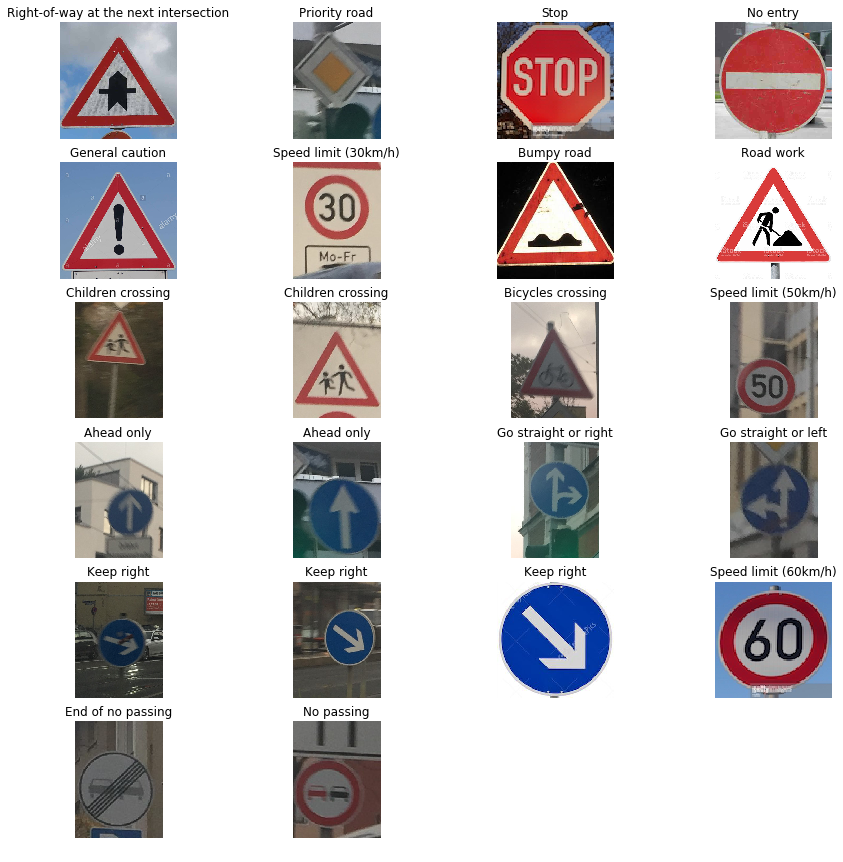 Right-of-way at the next intersection
Priority road
Stop
No entry
STOP
General caution
Speed limit (30km/h)
Bumpy road
Road work
30
Mo-Fr
alamy
alamy
Children crossing
Children crossing
Bicycles crossing
Speed limit (50km/h)
50
Ahead only
Ahead only
Go straight or right
Go straight or left
Keep right
Keep right
Keep right
Speed limit (60km/h)
60
End of no passing
No passing